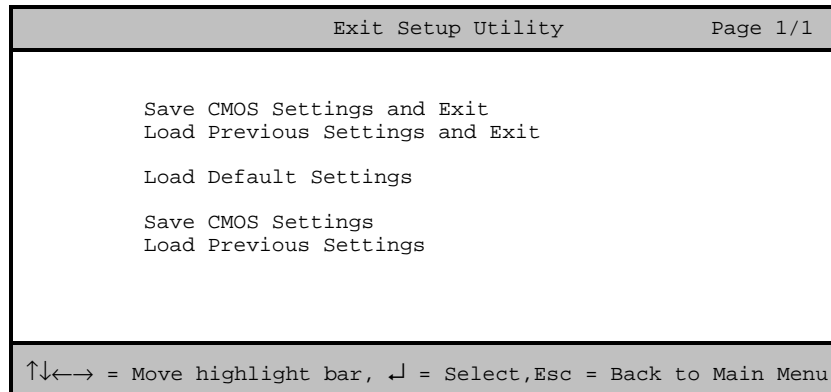 Exit Setup Utility Page 1/1
Save CMOS Settings and Exit
Load Previous Settings and Exit
Load Default Settings
Save CMOS Settings
Load Previous Settings
↑↓←→ = Move highlight bar, ↵ = Select,Esc = Back to Main Menu